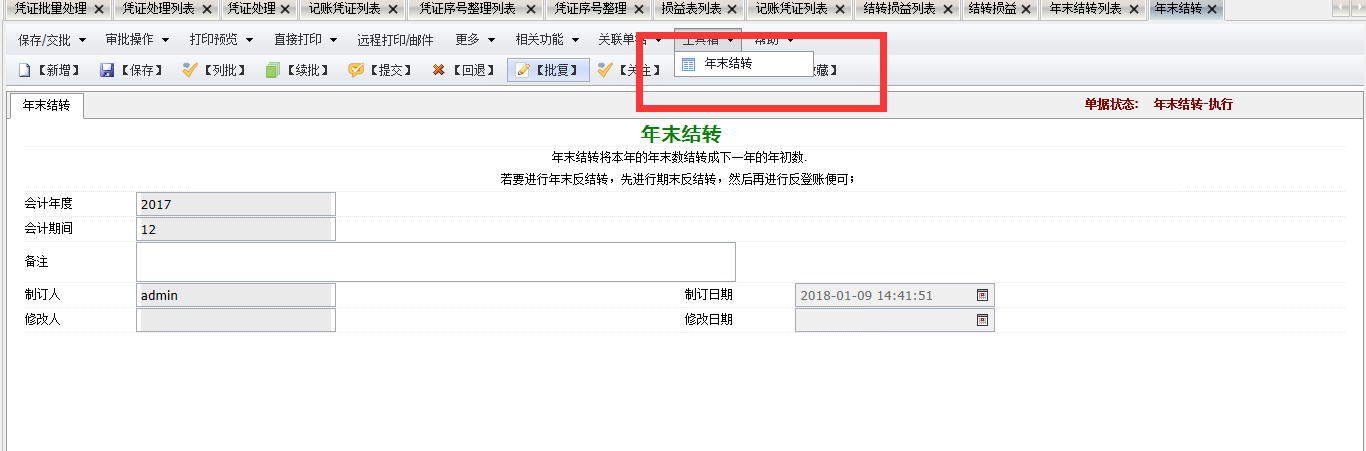 凭证批量处理 凭证处理列表 凭证处理 记账凭证列表 凭证序号整理列表 凭证序号整理 损益表列表 记账凭证列表 结转损益列表 结转损益 年末结转列表 年末结转
保存/交批 审批操作 打印预览 直接打印 远程打印/邮件 更多 相关功能 关联单据
【新增】 【保存】 【列批】 【续批】 【提交】 【回退】 【批复】 【关注】 年末结转 藏】
年末结转 单据状态: 年末结转-执行
年末结转
年末结转将本年的年末数结转成下一年的年初数.
若要进行年末反结转，先进行期末反结转，然后再进行反登账便可；
会计年度 2017
会计期间 12
备注
制订人 admin 制订日期 2018-01-09 14:41:51
修改人 修改日期